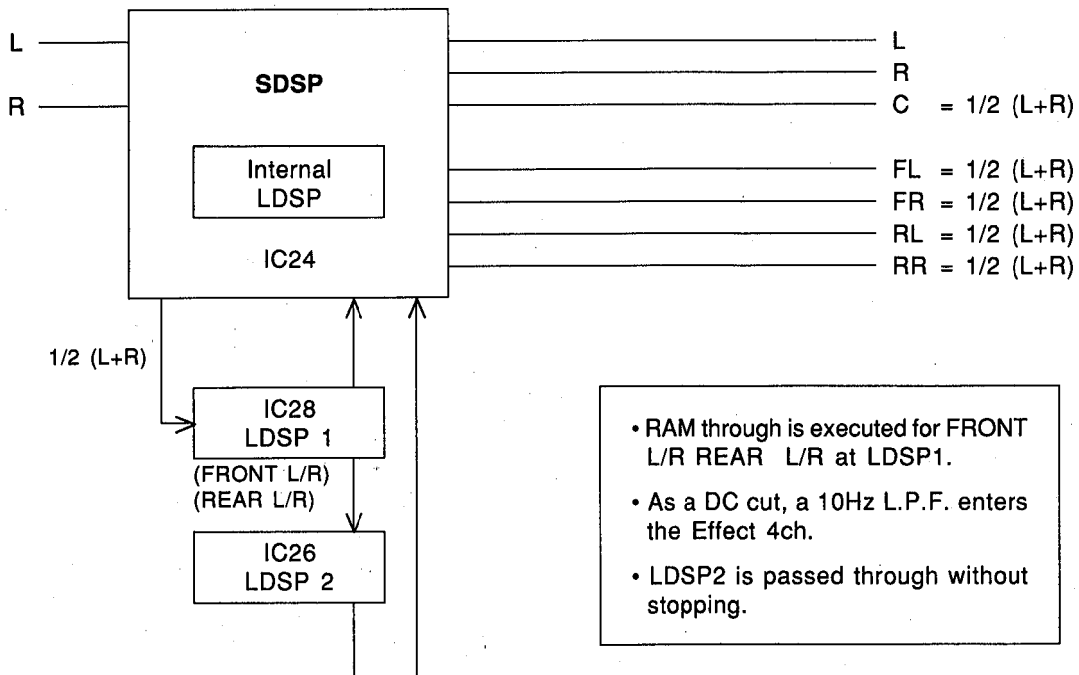 L
R
SDSP
Internal
LDSP
IC24
L
R
C = 1/2 (L+R)
FL = 1/2 (L+R)
FR = 1/2 (L+R)
RL = 1/2 (L+R)
RR = 1/2 (L+R)
1/2 (L+R)
IC28
LDSP 1
(FRONT L/R)
(REAR L/R)
IC26
LDSP 2
• RAM through is executed for FRONT
L/R REAR L/R at LDSP1.
• As a DC cut, a 10Hz L.P.F. enters
the Effect 4ch.
• LDSP2 is passed through without
stopping.